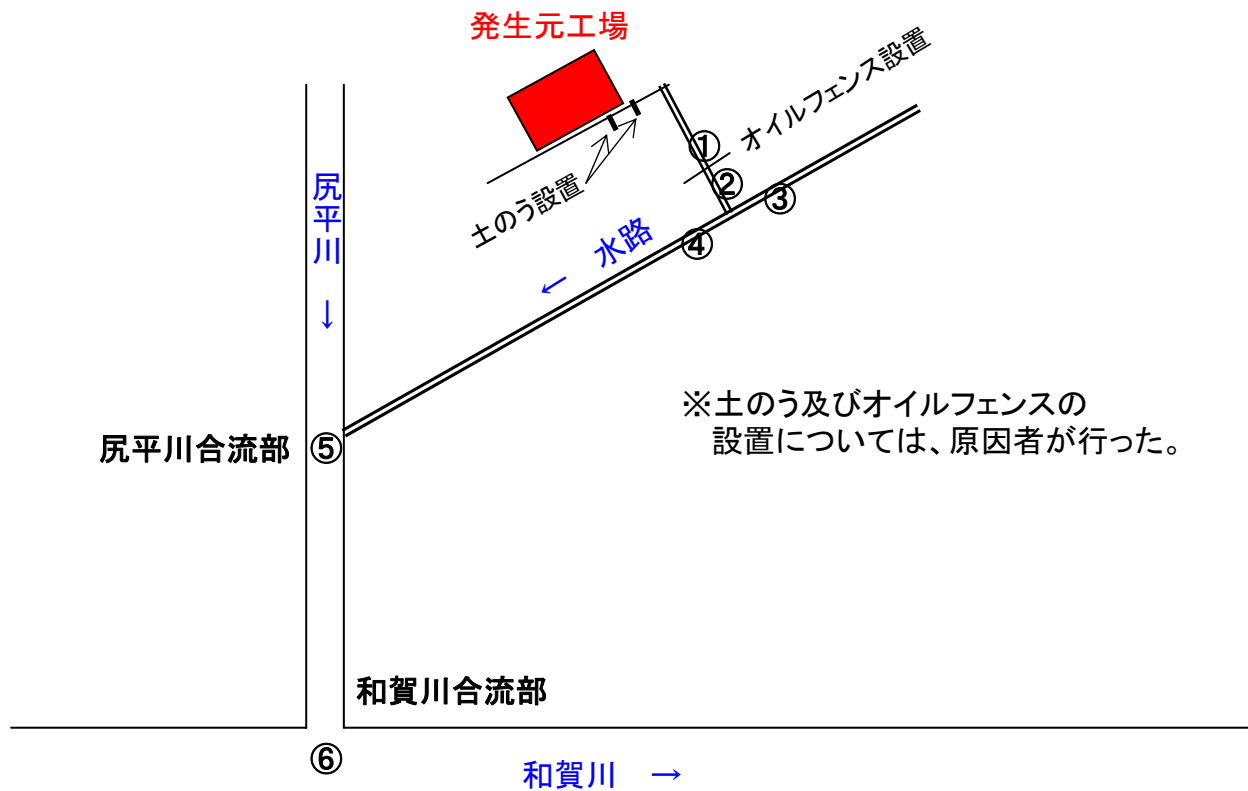 発生元工場
オイルフェンス設置
①
②
③
土のう設置
④
水路
←
尻平川
↓
※土のう及びオイルフェンスの
設置については、原因者が行った。
尻平川合流部 ⑤
和賀川合流部
⑥
和賀川 →